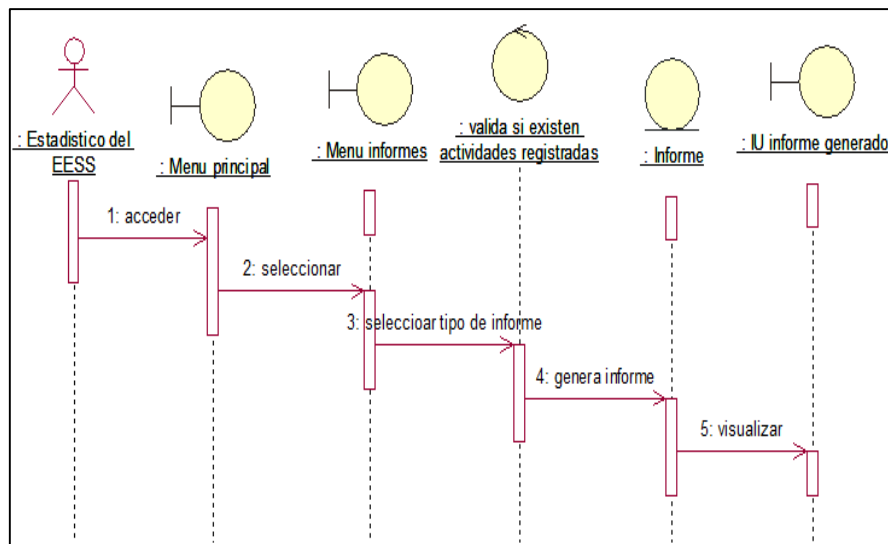 : Estadistico del
EESS
: Menu principal
: Menu informes
: valida si existen
actividades registradas
: Informe
: IU informe generado
1: acceder
2: seleccionar
3: seleccioar tipo de informe
4: genera informe
5: visualizar